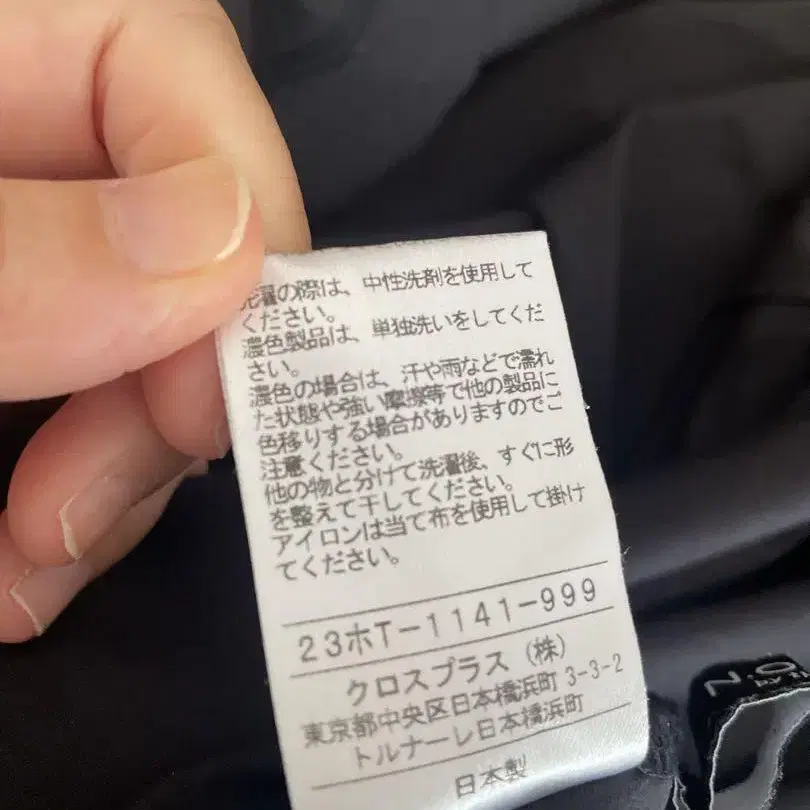 洗濯の際は、中性洗剤を使用して
ください。
濃色製品は、単独洗いをしてくだ
さい。
濃色の場合は、汗や雨などで濡れ
た状態や強い摩擦等で他の製品に
色移りする場合がありますのでご
注意ください。
他の物と分けて洗濯後、すぐに形
を整えて干してください。
アイロンは当て布を使用して掛け
てください。
23ホT-1141-999
クロスプラス(株)
東京都中央区日本橋浜町3-3-2
トルナーレ日本橋浜町
日本製